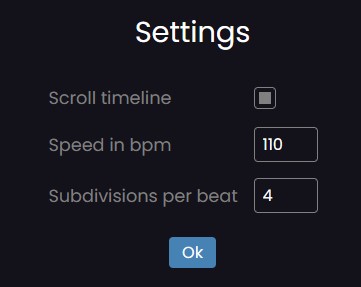 Settings
Scroll timeline
Speed in bpm 110
Subdivisions per beat 4
Ok